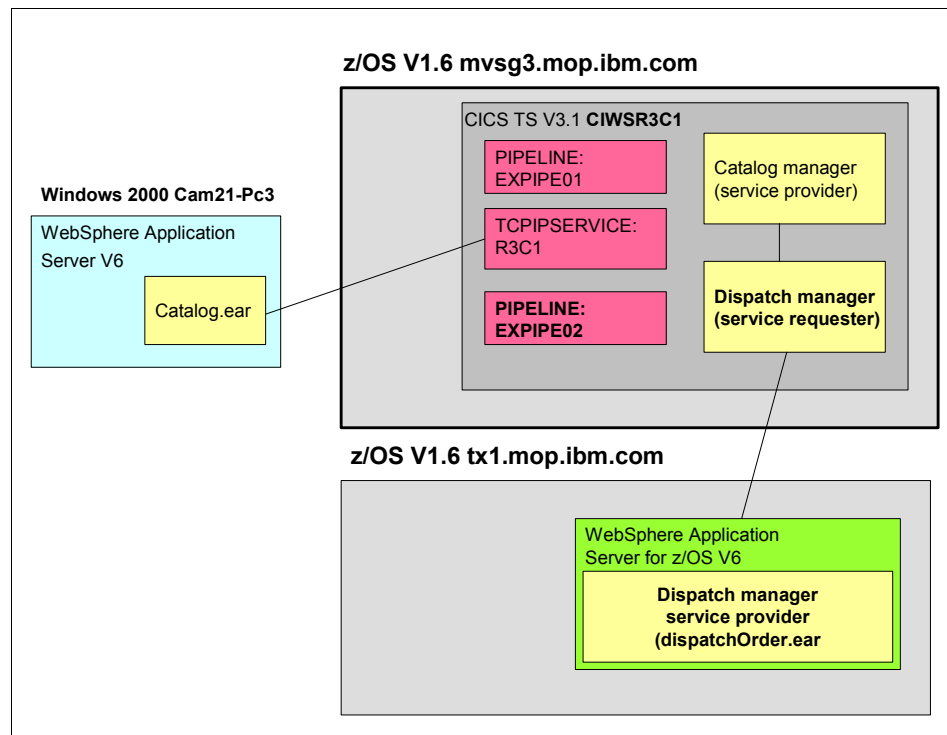 z/OS V1.6 mvsg3.mop.ibm.com
CICS TS V3.1 CIWSR3C1
PIPELINE:
EXPIPE01
Catalog manager
(service provider)
Windows 2000 Cam21-Pc3
WebSphere Application
Server V6
TCPIPSERVICE:
R3C1
Catalog.ear
PIPELINE:
EXPIPE02
Dispatch manager
(service requester)
z/OS V1.6 tx1.mop.ibm.com
WebSphere Application
Server for z/OS V6
Dispatch manager
service provider
(dispatchOrder.ear